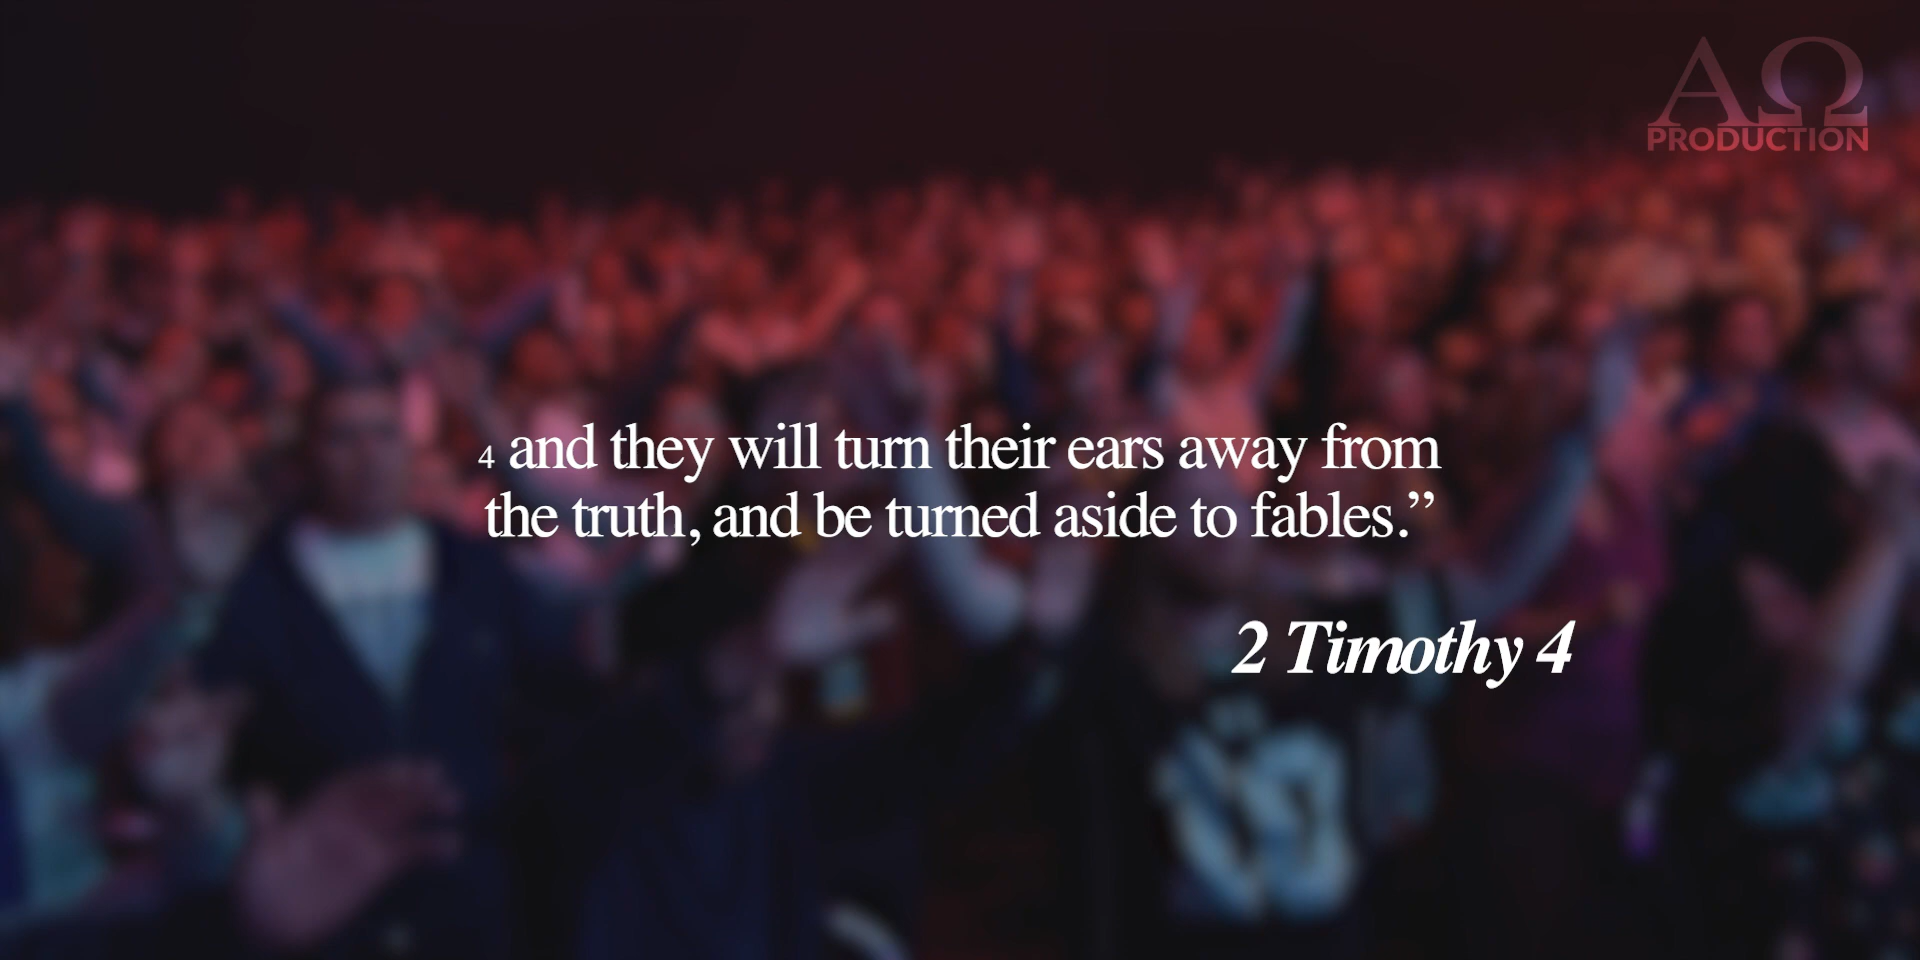 ΑΩ
PRODUCTION
4 and they will turn their ears away from
the truth, and be turned aside to fables.”
2 Timothy 4